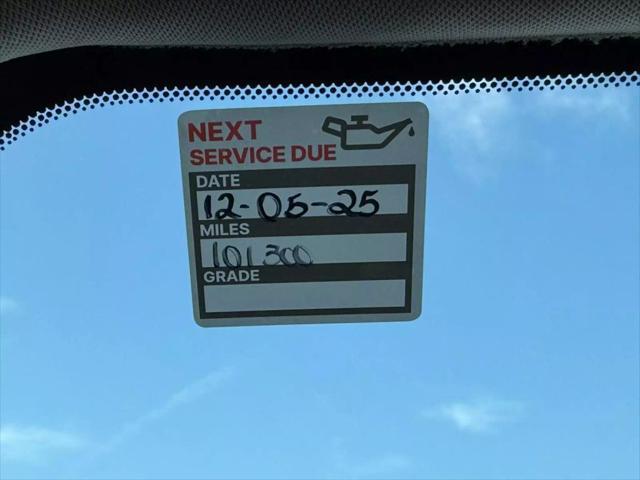 NEXT
SERVICE DUE
DATE
12-05-25
MILES
101300
GRADE